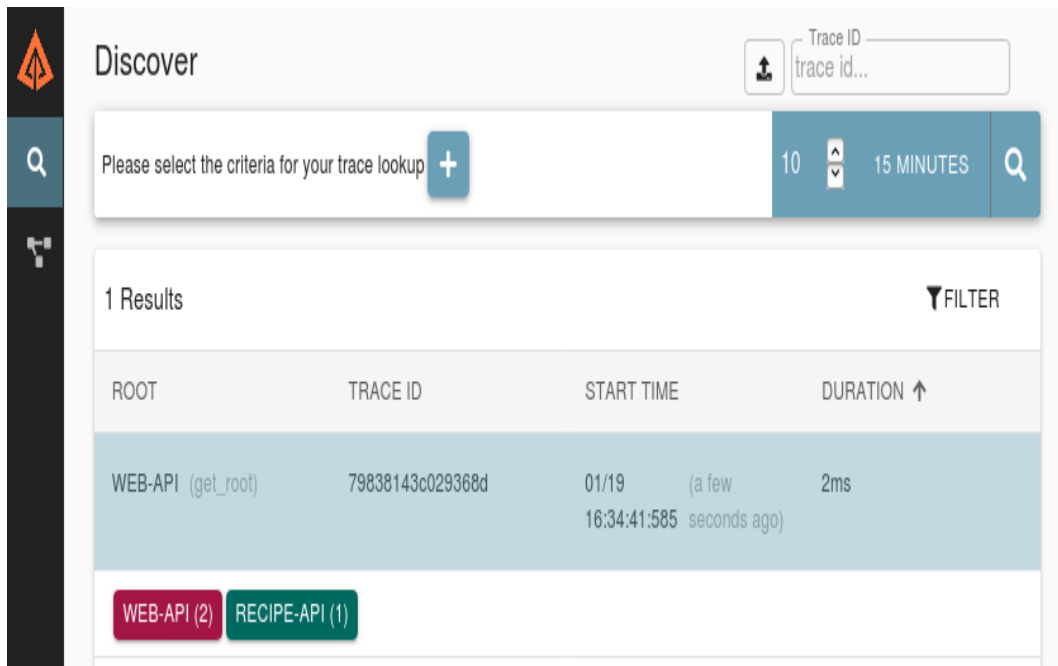 Discover
Trace ID
trace id...
Please select the criteria for your trace lookup
10
15 MINUTES
1 Results
FILTER
ROOT TRACE ID START TIME DURATION
WEB-API (get_root) 79838143c029368d 01/19 (a few 2ms
16:34:41:585 seconds ago)
WEB-API (2) RECIPE-API (1)